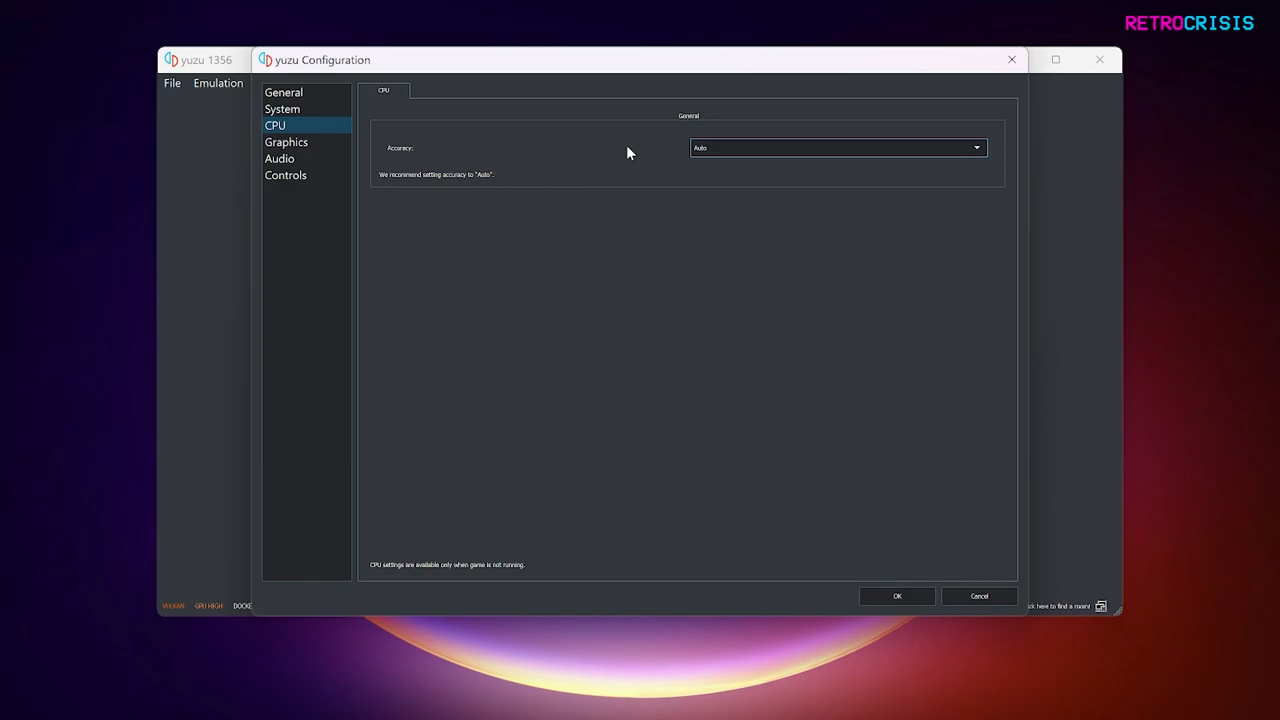 RETROCRISIS
yuzu 1356
yuzu Configuration
File Emulation
General
System
CPU
Graphics
Audio
Controls
CPU
General
Accuracy:
Auto
We recommend setting accuracy to "Auto".
CPU settings are available only when game is not running.
OK
Cancel
VULKAN GPU HIGH DOCKE
ck here to find a room!